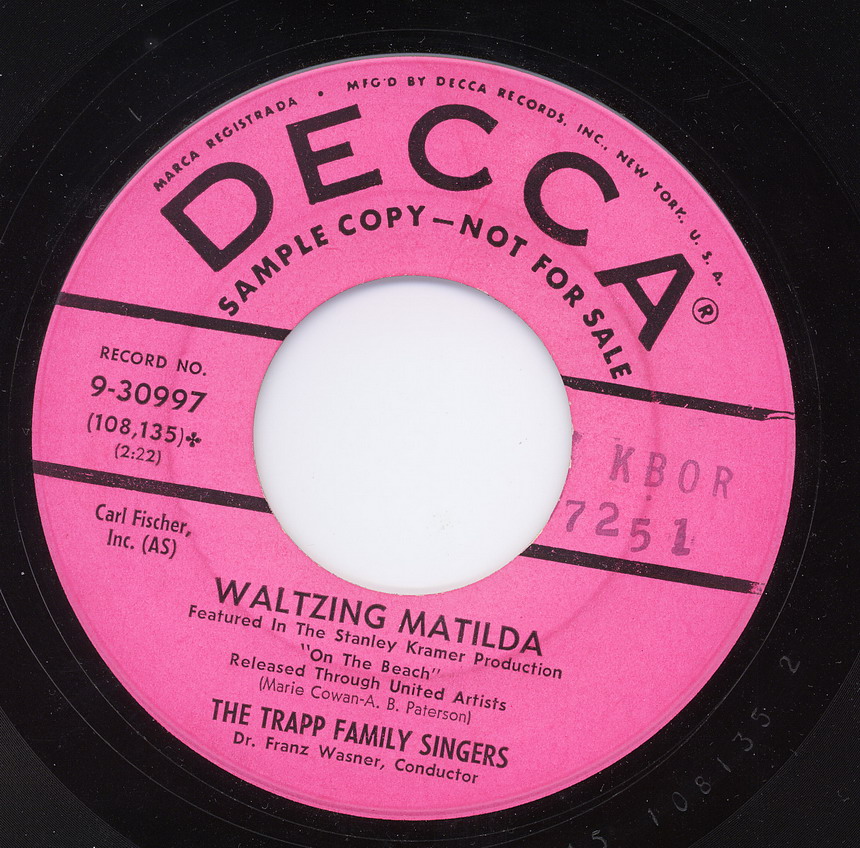 MARCA REGISTRADA • MFG'D BY DECCA RECORDS, INC., NEW YORK, U. S. A.
DECCA®
SAMPLE COPY—NOT FOR SALE
RECORD NO.
9-30997
(108,135)♣
(2:22)
KBOR
7251
Carl Fischer,
Inc. (AS)
WALTZING MATILDA
Featured In The Stanley Kramer Production
"On The Beach"
Released Through United Artists
(Marie Cowan-A. B. Paterson)
THE TRAPP FAMILY SINGERS
Dr. Franz Wasner, Conductor
5 108135 2